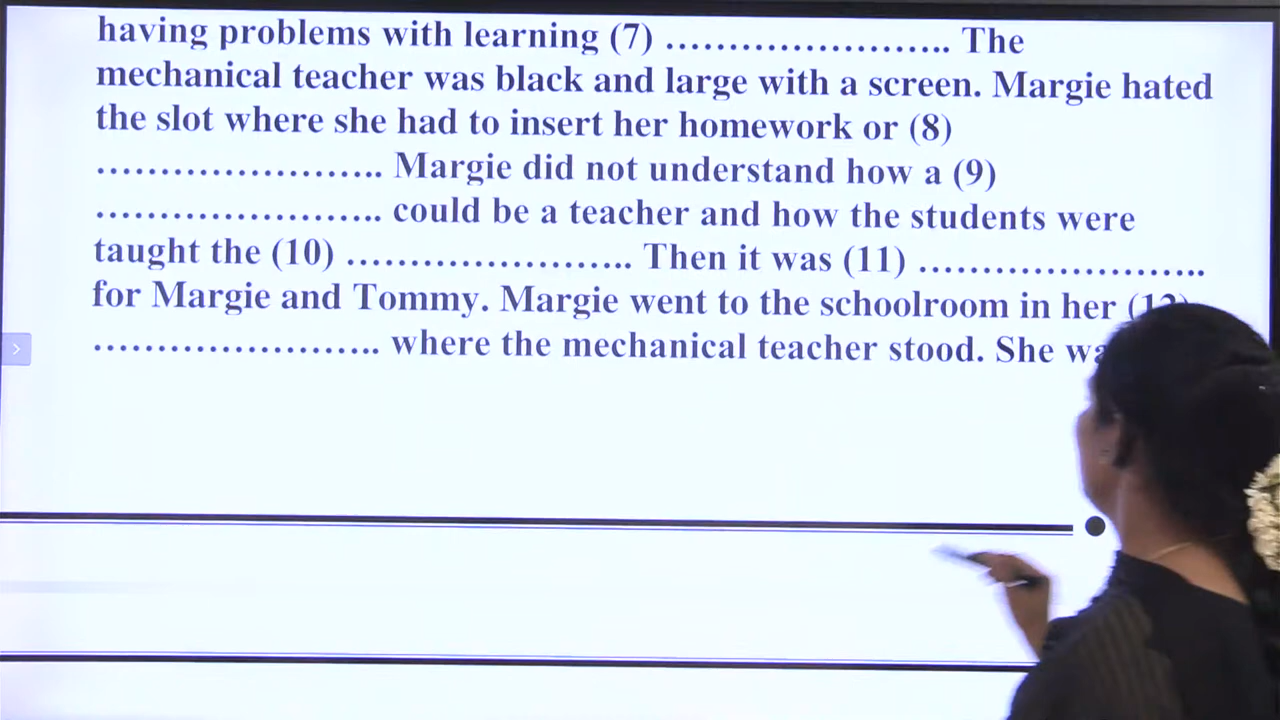 having problems with learning (7) ........................ The
mechanical teacher was black and large with a screen. Margie hated
the slot where she had to insert her homework or (8)
........................ Margie did not understand how a (9)
........................ could be a teacher and how the students were
taught the (10) ........................ Then it was (11) ........................
for Margie and Tommy. Margie went to the schoolroom in her (12)
........................ where the mechanical teacher stood. She